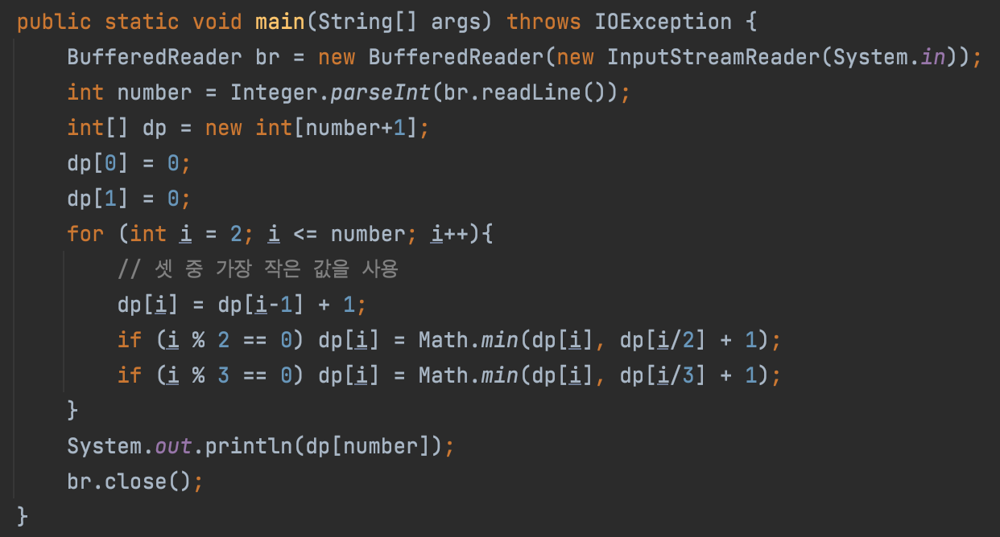 public static void main(String[] args) throws IOException {
    BufferedReader br = new BufferedReader(new InputStreamReader(System.in));
    int number = Integer.parseInt(br.readLine());
    int[] dp = new int[number+1];
    dp[0] = 0;
    dp[1] = 0;
    for (int i = 2; i <= number; i++){
        // 셋 중 가장 작은 값을 사용
        dp[i] = dp[i-1] + 1;
        if (i % 2 == 0) dp[i] = Math.min(dp[i], dp[i/2] + 1);
        if (i % 3 == 0) dp[i] = Math.min(dp[i], dp[i/3] + 1);
    }
    System.out.println(dp[number]);
    br.close();
}